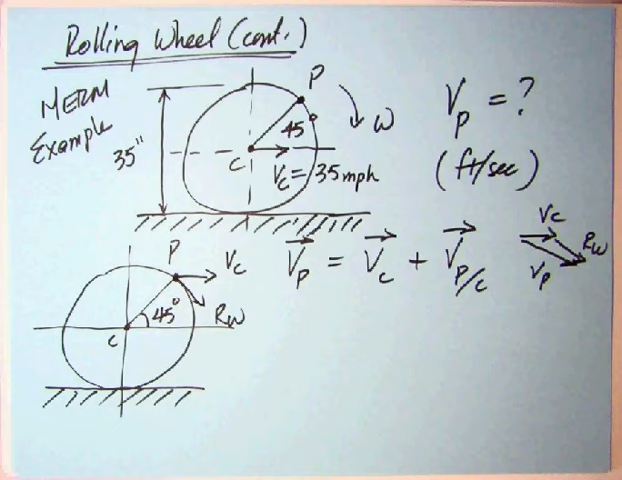 Rolling Wheel (cont.)
MERM
Example
35"
P
45°
ω
C
V_C = 35 mph
V_P = ?
(ft/sec)
P
V_C
45°
Rω
C
V_P = V_C + V_P/C
V_C
Rω
V_P